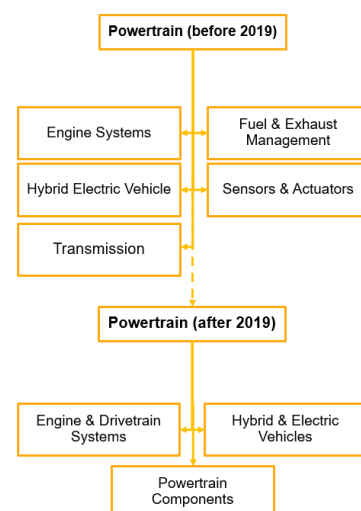 Powertrain (before 2019)
Engine Systems
Fuel & Exhaust
Management
Hybrid Electric Vehicle
Sensors & Actuators
Transmission
Powertrain (after 2019)
Engine & Drivetrain
Systems
Hybrid & Electric
Vehicles
Powertrain
Components